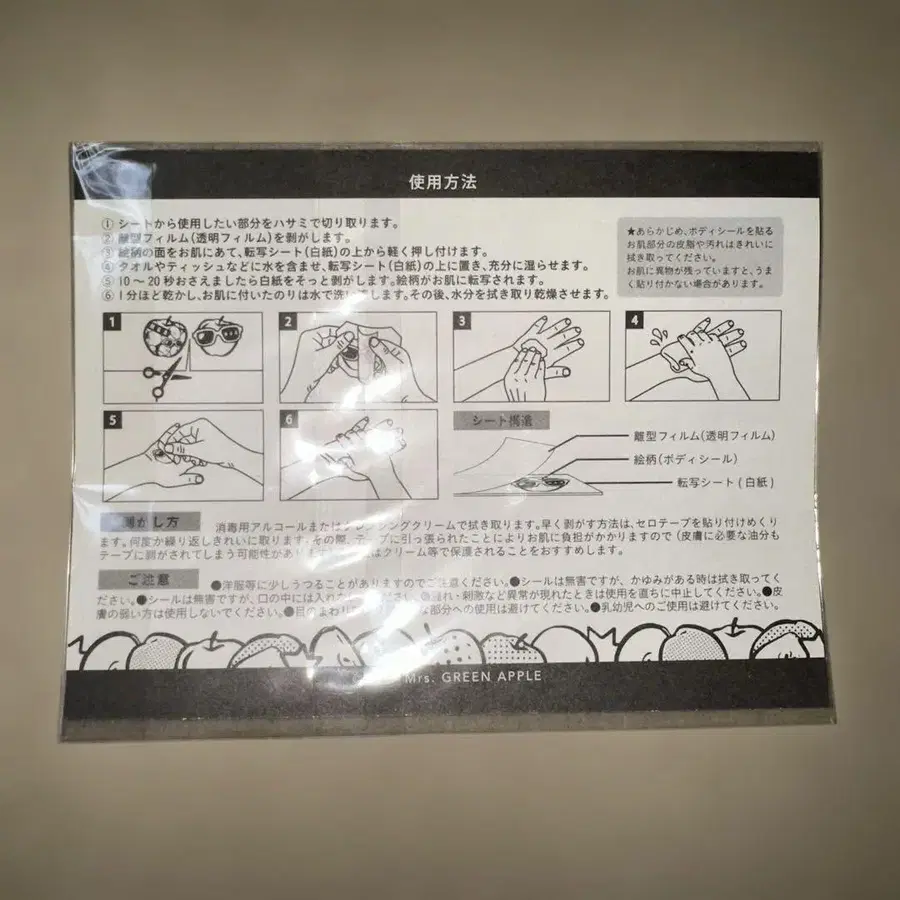 使用方法
① シートから使用したい部分をハサミで切り取ります。
② 離型フィルム(透明フィルム)を剥がします。
③ 絵柄の面をお肌にあて、転写シート(白紙)の上から軽く押し付けます。
④ タオルやティッシュなどに水を含ませ、転写シート(白紙)の上に置き、充分に湿らせます。
⑤ 10〜20秒おさえましたら白紙をそっと剥がします。絵柄がお肌に転写されます。
⑥ 1分ほど乾かし、お肌に付いたのりは水で洗い します。その後、水分を拭き取り乾燥させます。
★あらかじめ、ボディシールを貼る
お肌部分の皮脂や汚れはきれいに
拭き取ってください。
お肌に異物が残っていますと、うま
く貼り付かない場合があります。
1
2
3
4
5
6
シート構造
離型フィルム(透明フィルム)
絵柄(ボディシール)
転写シート(白紙)
剥がし方
消毒用アルコールまたはクレンジングクリームで拭き取ります。早く剥がす方法は、セロテープを貼り付けめくり
ます。何度か繰り返しきれいに取ります。その際、テープに引っ張られたことによりお肌に負担がかかりますので(皮膚に必要な油分も
テープに剥がされてしまう可能性があり はクリーム等で保護されることをおすすめします。
ご注意
●洋服等に少しうつることがありますのでご注意ください。●シールは無害ですが、かゆみがある時は拭き取ってく
ださい。●シールは無害ですが、口の中には入れな ださい。 ・刺激など異常が現れたときは使用を直ちに中止してください。●皮
膚の弱い方は使用しないでください。●目のまわり な部分への使用は避けてください。●乳幼児へのご使用は避けてください。
Mrs. GREEN APPLE